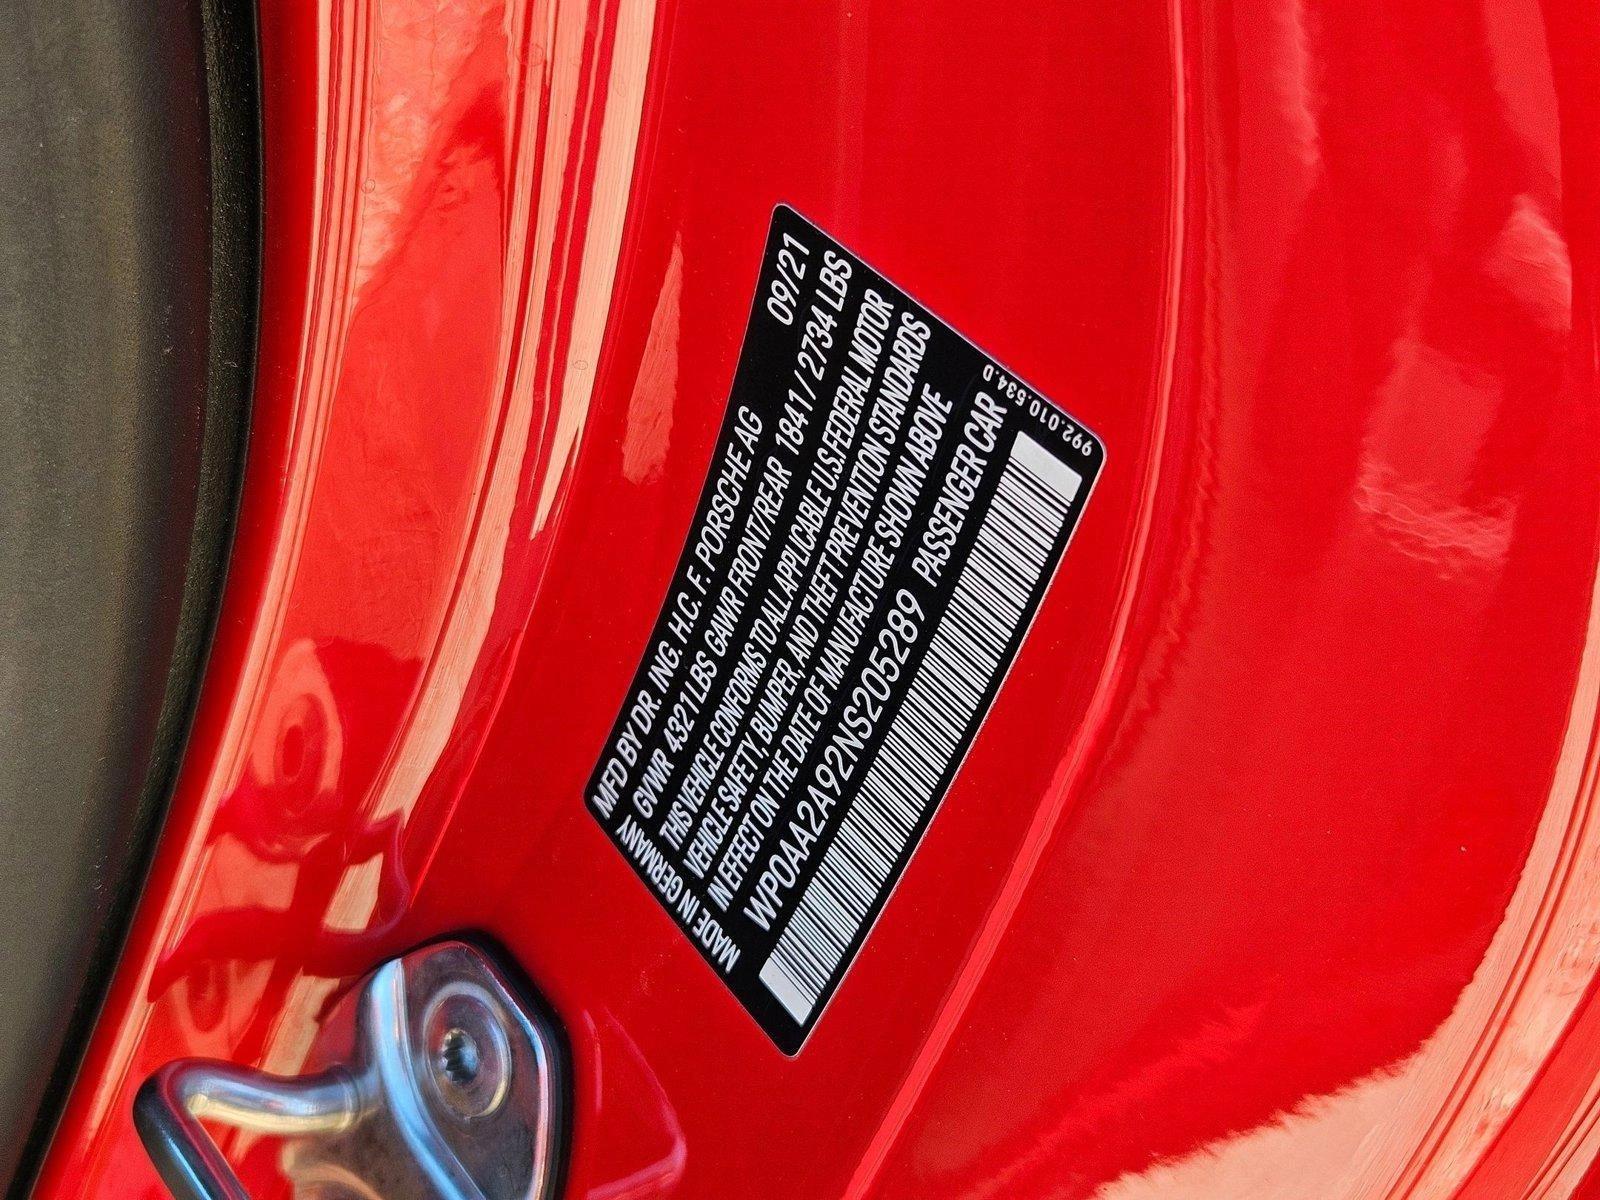 MFD BY DR. ING. H.C. F. PORSCHE AG 09/21
MADE IN GERMANY GVWR 4321 LBS GAWR FRONT/REAR 1841 / 2734 LBS
THIS VEHICLE CONFORMS TO ALL APPLICABLE U.S.FEDERAL MOTOR
VEHICLE SAFETY, BUMPER, AND THEFT PREVENTION STANDARDS
IN EFFECT ON THE DATE OF MANUFACTURE SHOWN ABOVE
WP0AA2A92NS205289 PASSENGER CAR
992.010.534.D